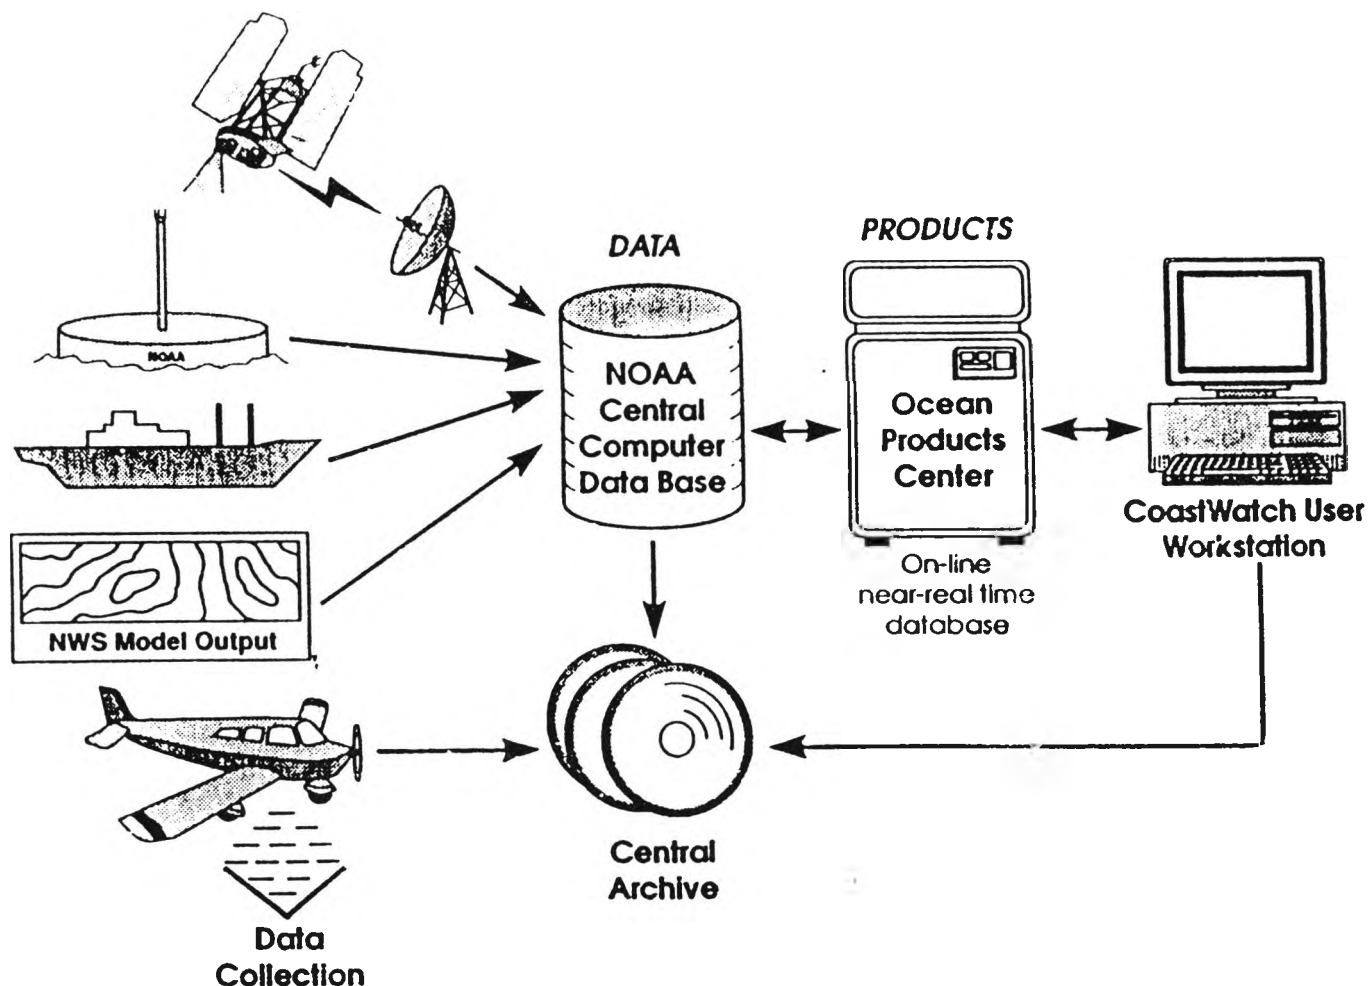 DATA
PRODUCTS
NOAA
NOAA
Central
Computer
Data Base
Ocean
Products
Center
CoastWatch User
Workstation
On-line
near-real time
database
NWS Model Output
Central
Archive
Data
Collection